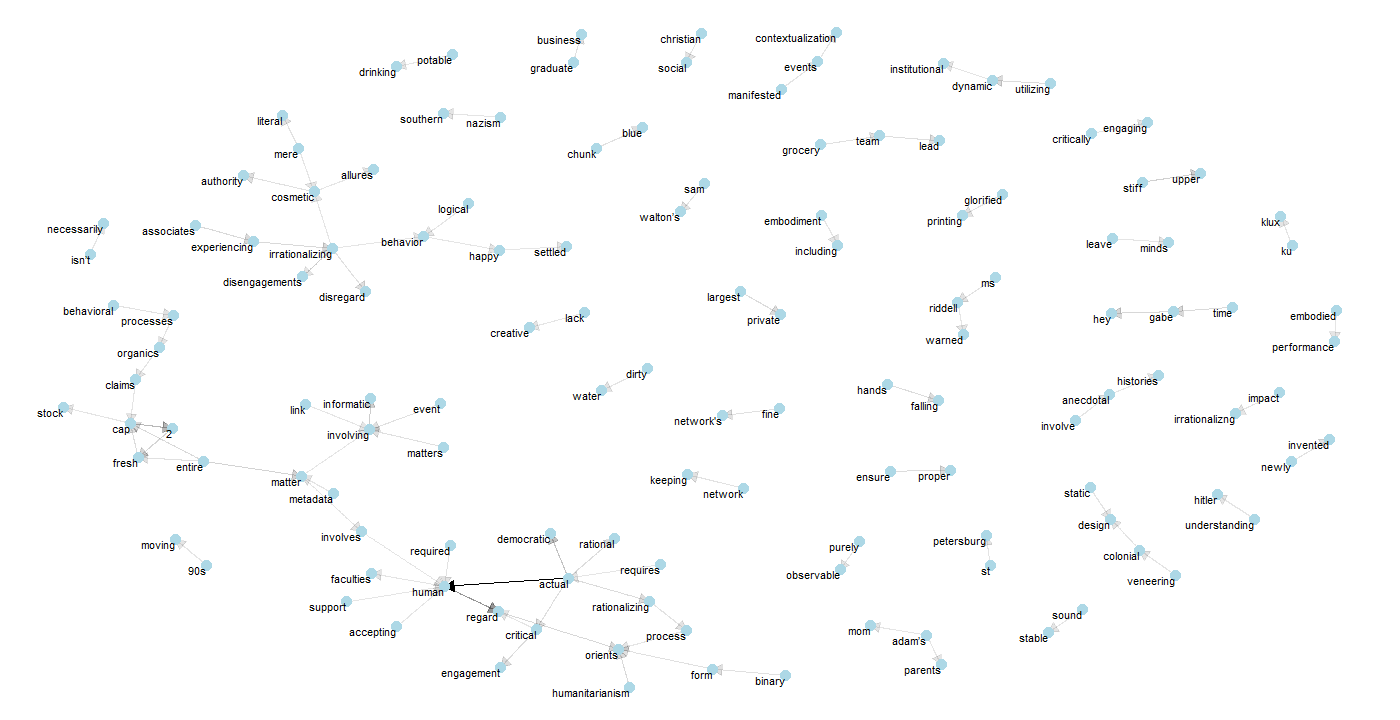 business
christian
contextualization
potable
drinking
graduate
social
events
institutional
dynamic
utilizing
manifested
literal
southern
nazism
blue
engaging
critically
mere
chunk
grocery
team
lead
authority
allures
cosmetic
sam
stiff
upper
logical
walton's
embodiment
printing
glorified
klux
necessarily
associates
experiencing
irrationalizing
behavior
happy
settled
including
leave
minds
ku
isn't
disengagements
disregard
largest
private
ms
riddell
warned
behavioral
processes
creative
lack
hey
gabe
time
embodied
organics
performance
claims
dirty
water
hands
falling
histories
anecdotal
involve
impact
irrationalizng
stock
cap
2
link
informatic
event
involving
network's
fine
matters
invented
newly
fresh
entire
matter
metadata
keeping
network
ensure
proper
static
hitler
design
understanding
involves
moving
90s
required
democratic
rational
purely
petersburg
colonial
observable
st
veneering
faculties
human
actual
requires
support
regard
rationalizing
sound
stable
accepting
critical
process
mom
adam's
parents
orients
engagement
form
binary
humanitarianism